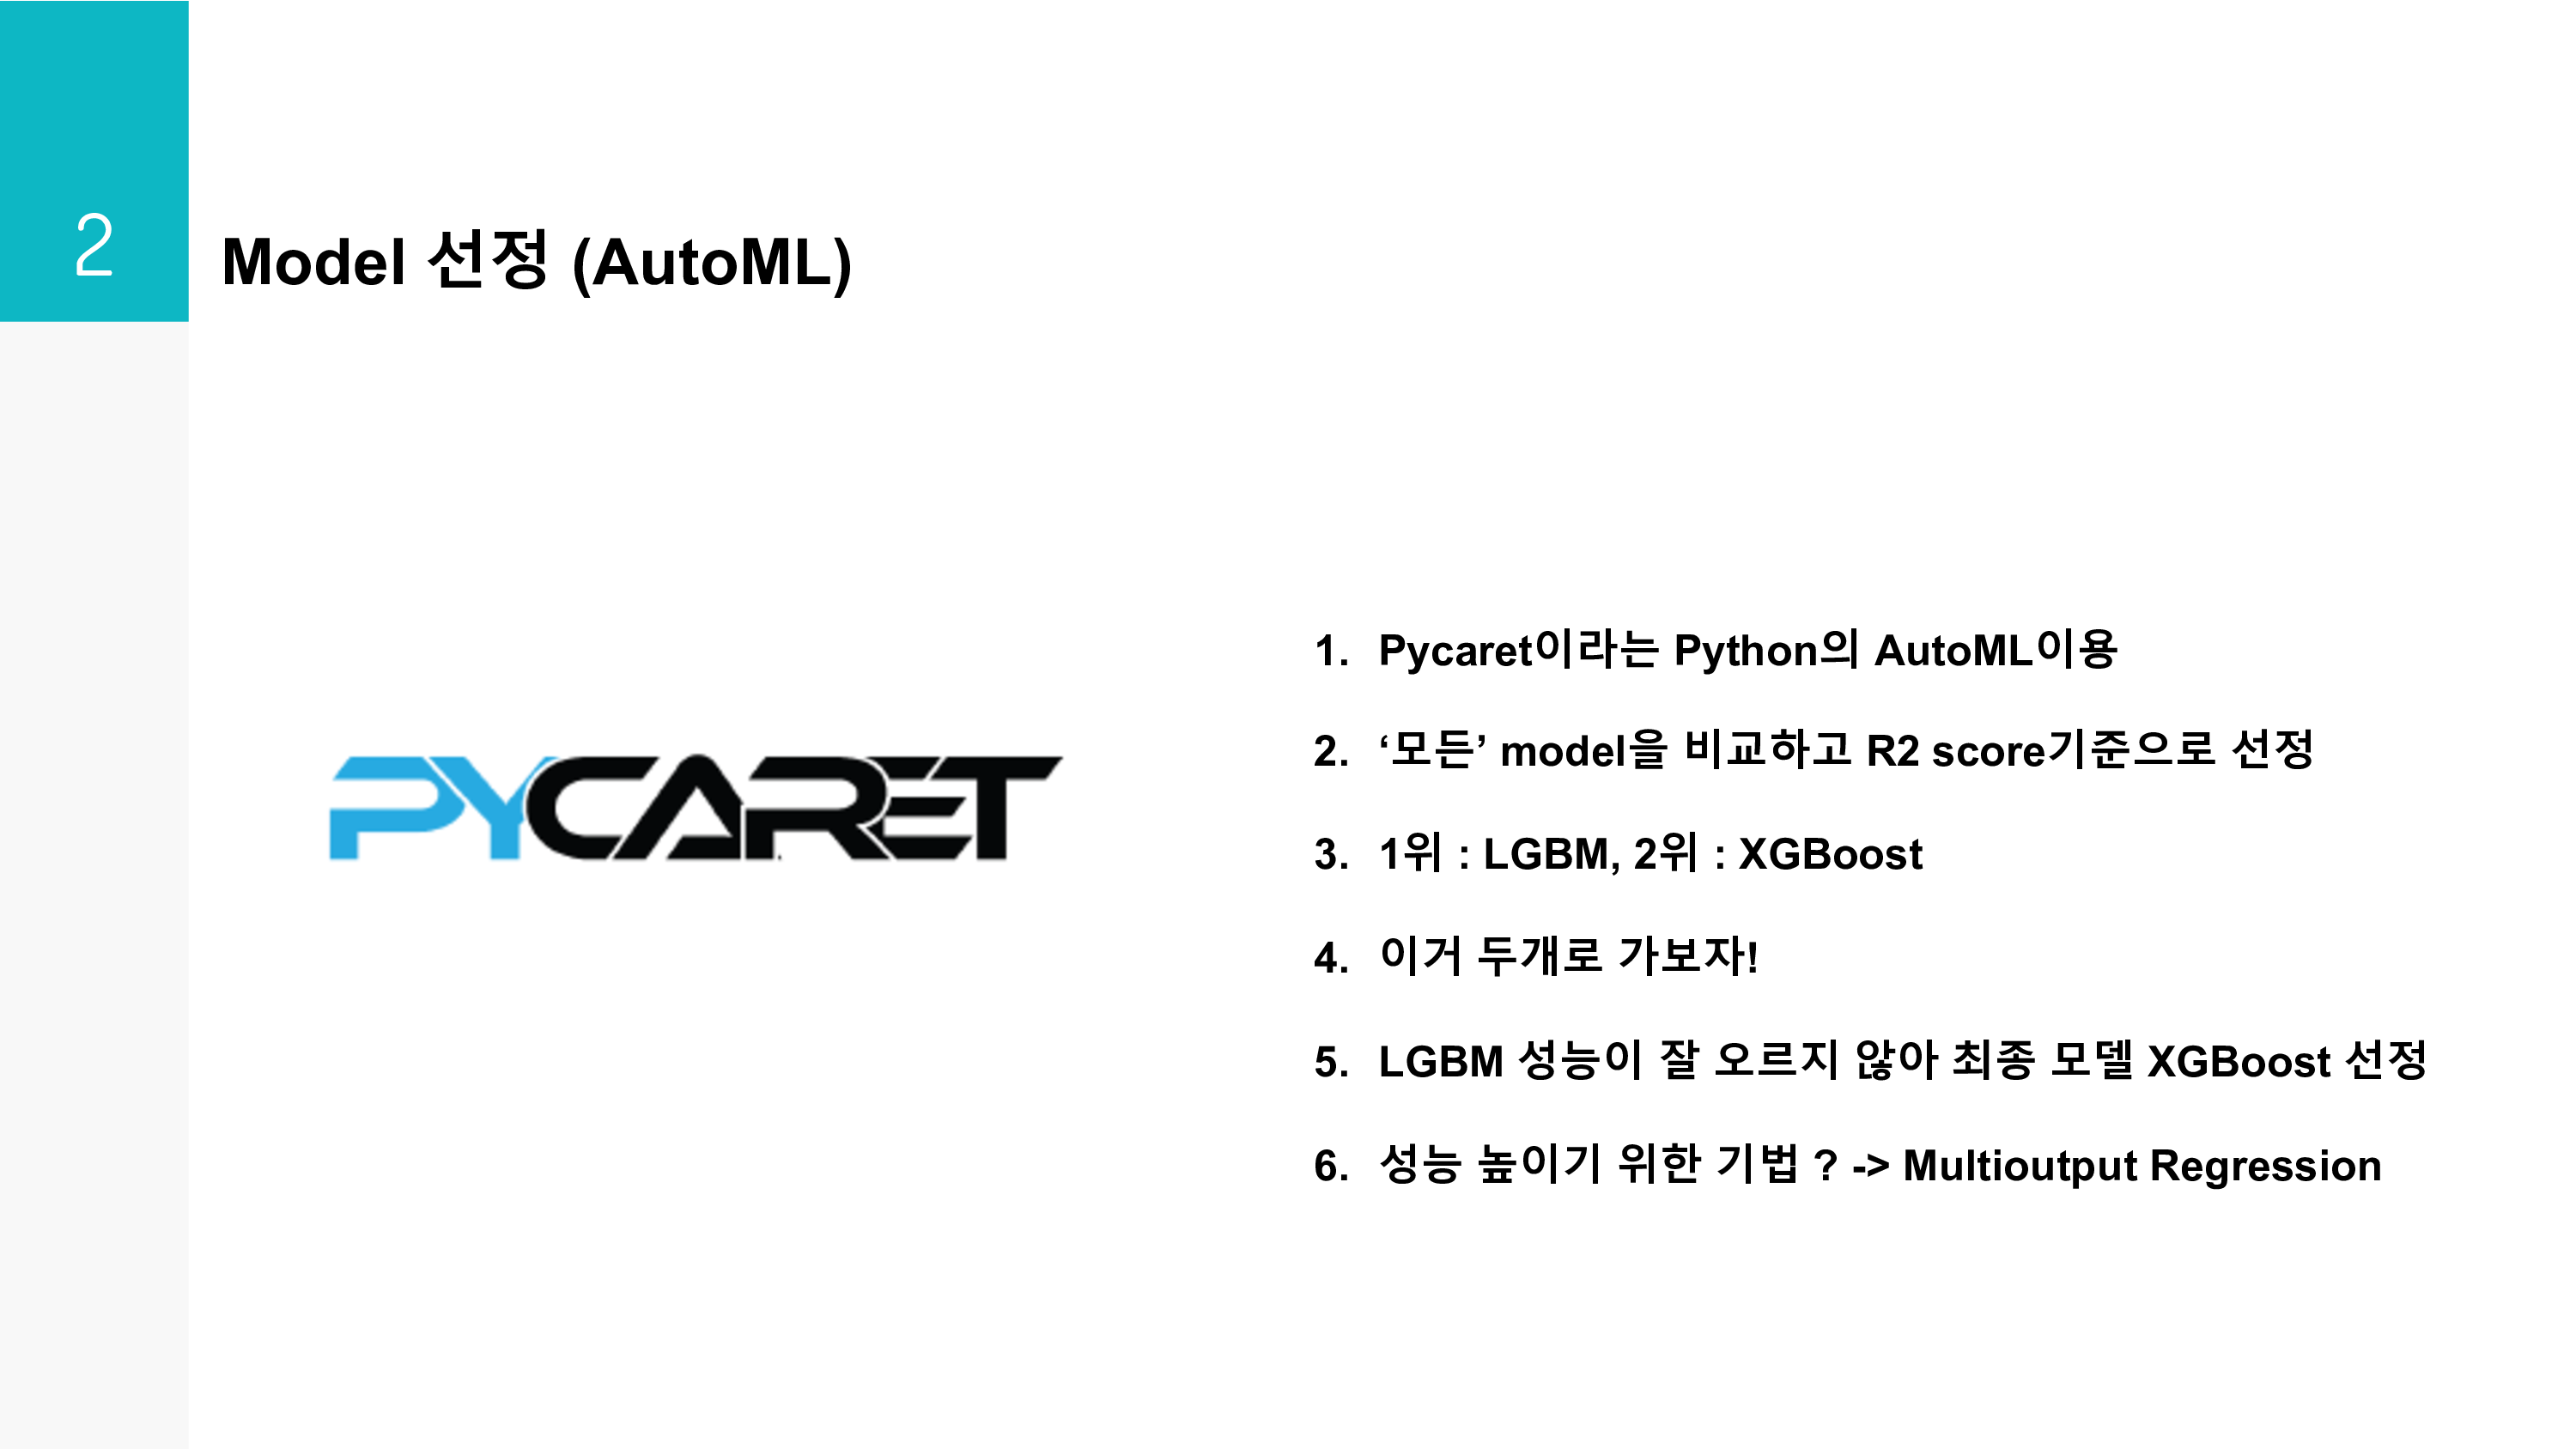 2
Model 선정 (AutoML)
PYCARET
1. Pycaret이라는 Python의 AutoML이용
2. ‘모든’ model을 비교하고 R2 score기준으로 선정
3. 1위 : LGBM, 2위 : XGBoost
4. 이거 두개로 가보자!
5. LGBM 성능이 잘 오르지 않아 최종 모델 XGBoost 선정
6. 성능 높이기 위한 기법 ? -> Multioutput Regression